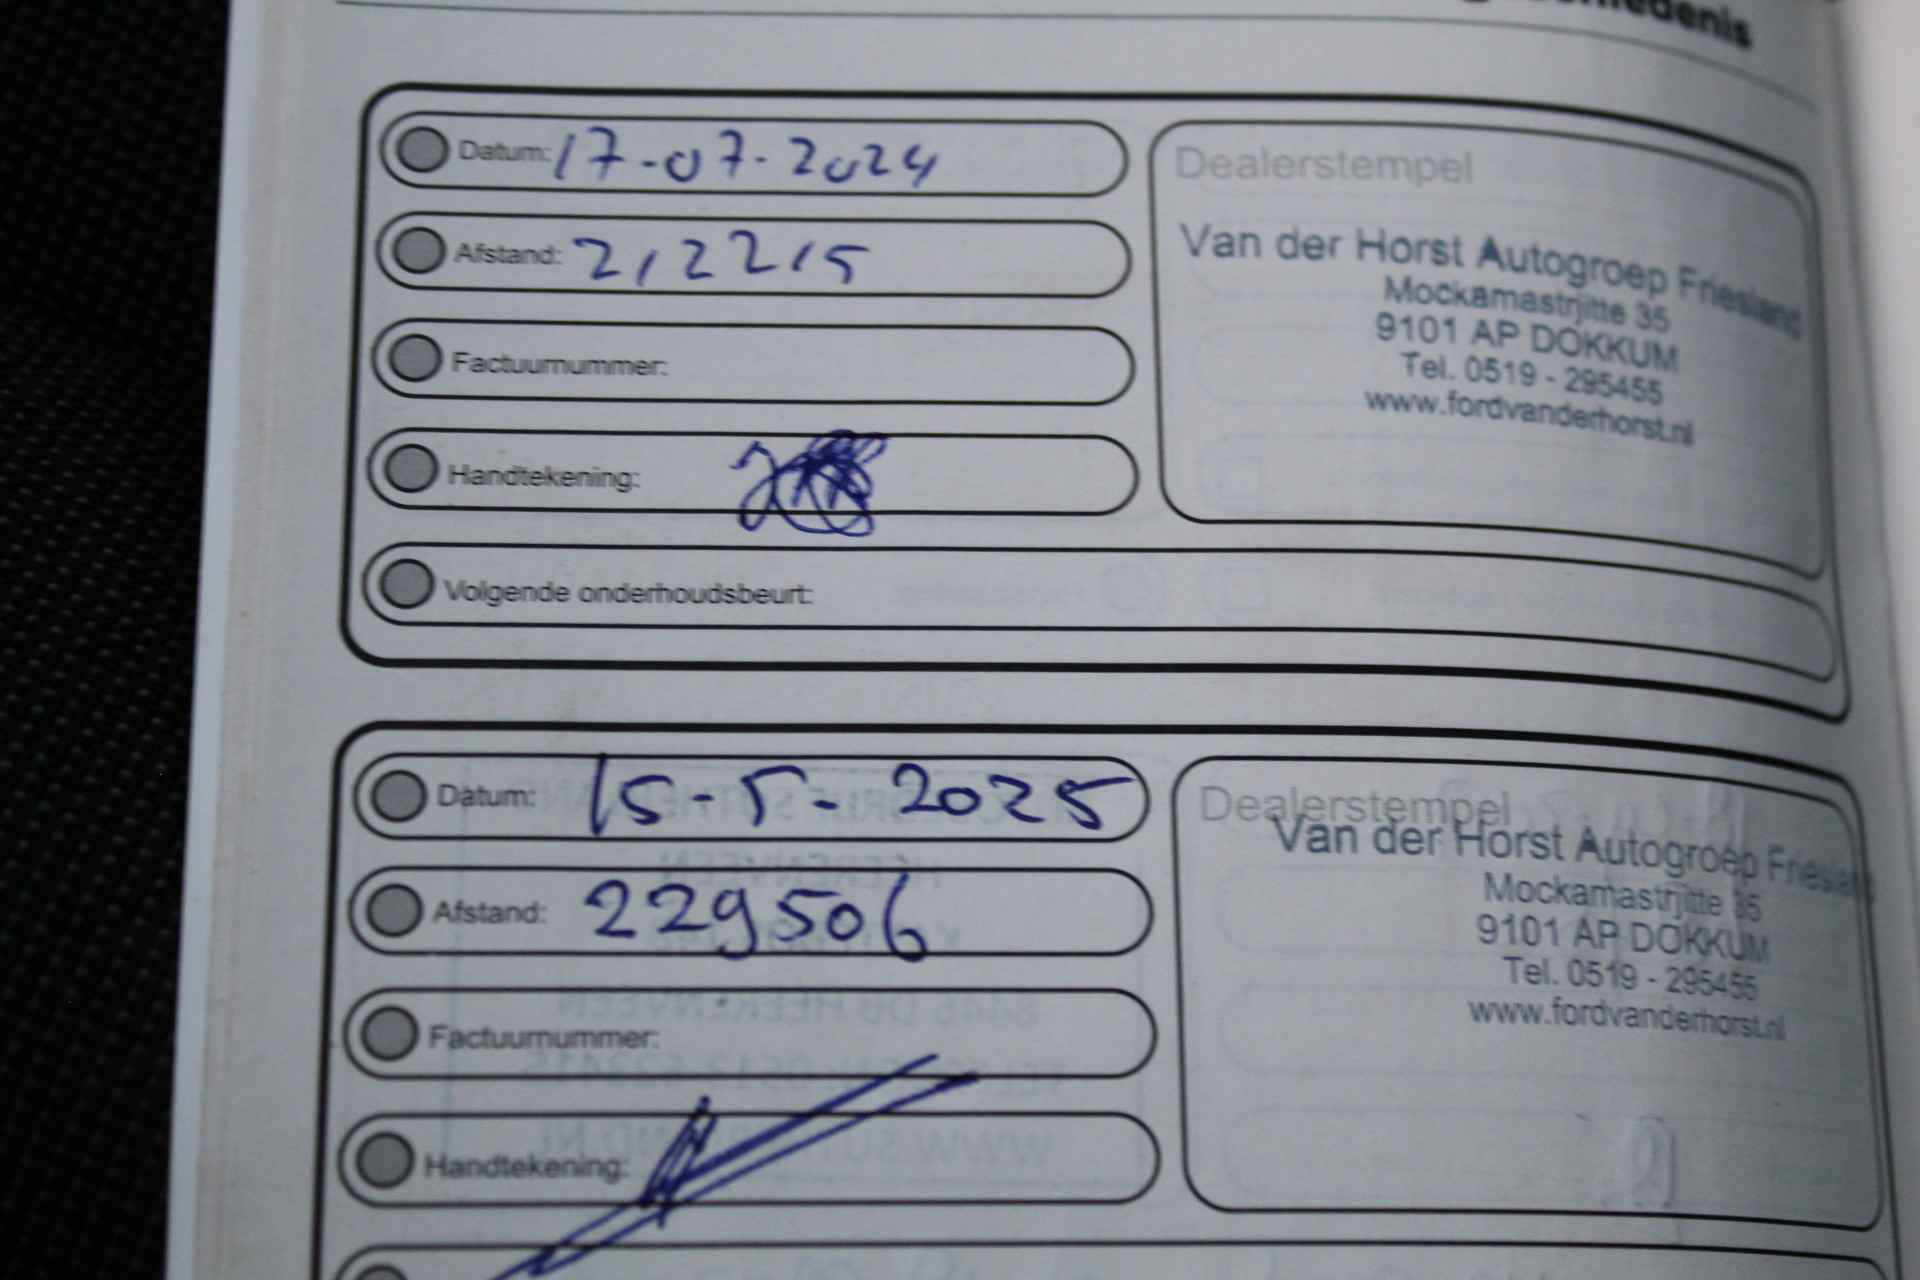 Datum: 17-07-2024
Afstand: 212215
Factuurnummer:
Handtekening:
Volgende onderhoudsbeurt:
Dealerstempel
Van der Horst Autogroep Friesland
Mockamastrjitte 35
9101 AP DOKKUM
Tel. 0519 - 295455
www.fordvanderhorst.nl
Datum: 15-5-2025
Afstand: 229506
Factuurnummer:
Handtekening:
Dealerstempel
Van der Horst Autogroep Friesland
Mockamastrjitte 35
9101 AP DOKKUM
Tel. 0519 - 295455
www.fordvanderhorst.nl